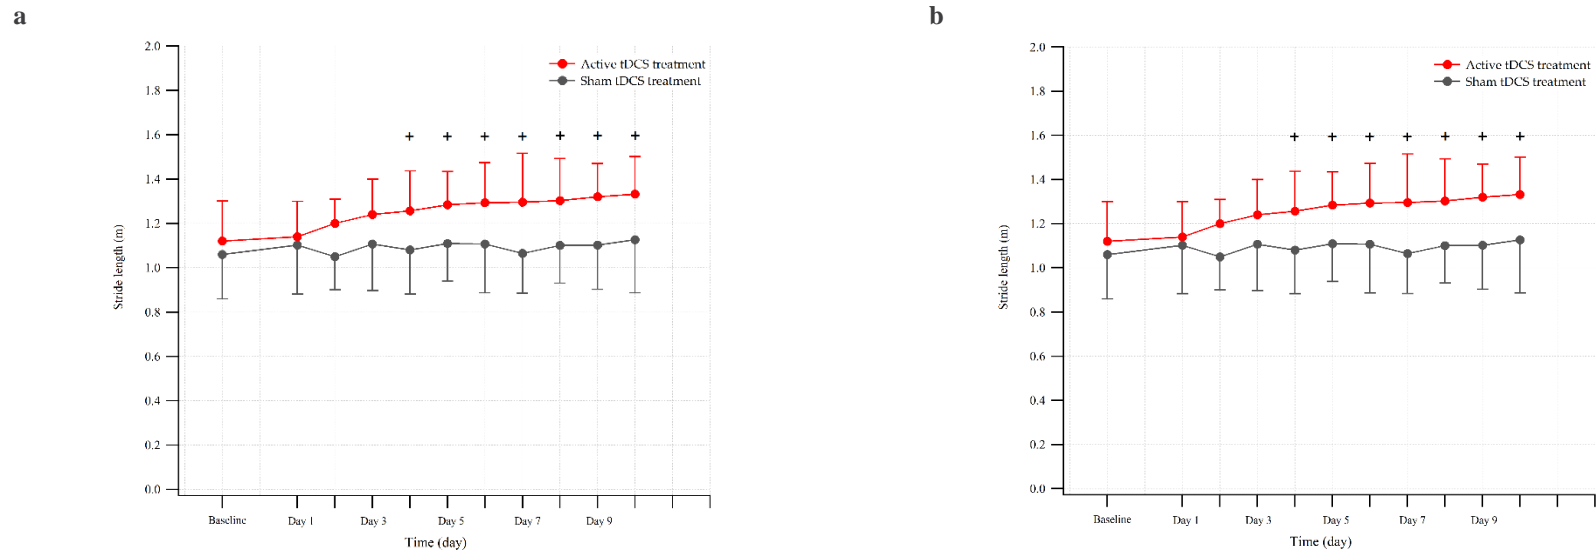 a
2.0
1.8
1.6
1.4
1.2
1.0
0.8
0.6
0.4
0.2
0.0
Stride length (m)
Active tDCS treatment
Sham tDCS treatment
+ + + + + + +
Baseline Day 1 Day 3 Day 5 Day 7 Day 9
Time (day)
b
2.0
1.8
1.6
1.4
1.2
1.0
0.8
0.6
0.4
0.2
0.0
Stride length (m)
Active tDCS treatment
Sham tDCS treatment
+ + + + + + +
Baseline Day 1 Day 3 Day 5 Day 7 Day 9
Time (day)